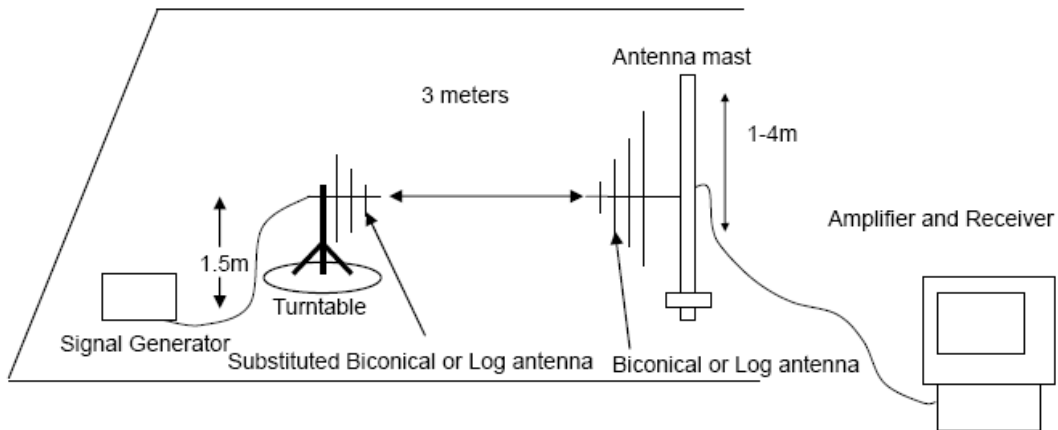 Antenna mast
3 meters
1-4m
Amplifier and Receiver
1.5m
Turntable
Signal Generator
Substituted Biconical or Log antenna
Biconical or Log antenna